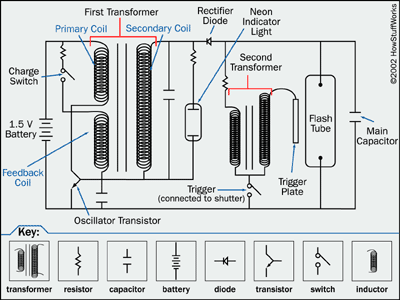 First Transformer
Primary Coil
Secondary Coil
Rectifier
Diode
Neon
Indicator
Light
Charge
Switch
Second
Transformer
1.5 V
Battery
Flash
Tube
Main
Capacitor
Feedback
Coil
Trigger
(connected to shutter)
Trigger
Plate
Oscillator Transistor
©2002 HowStuffWorks
Key:
transformer
resistor
capacitor
battery
diode
transistor
switch
inductor